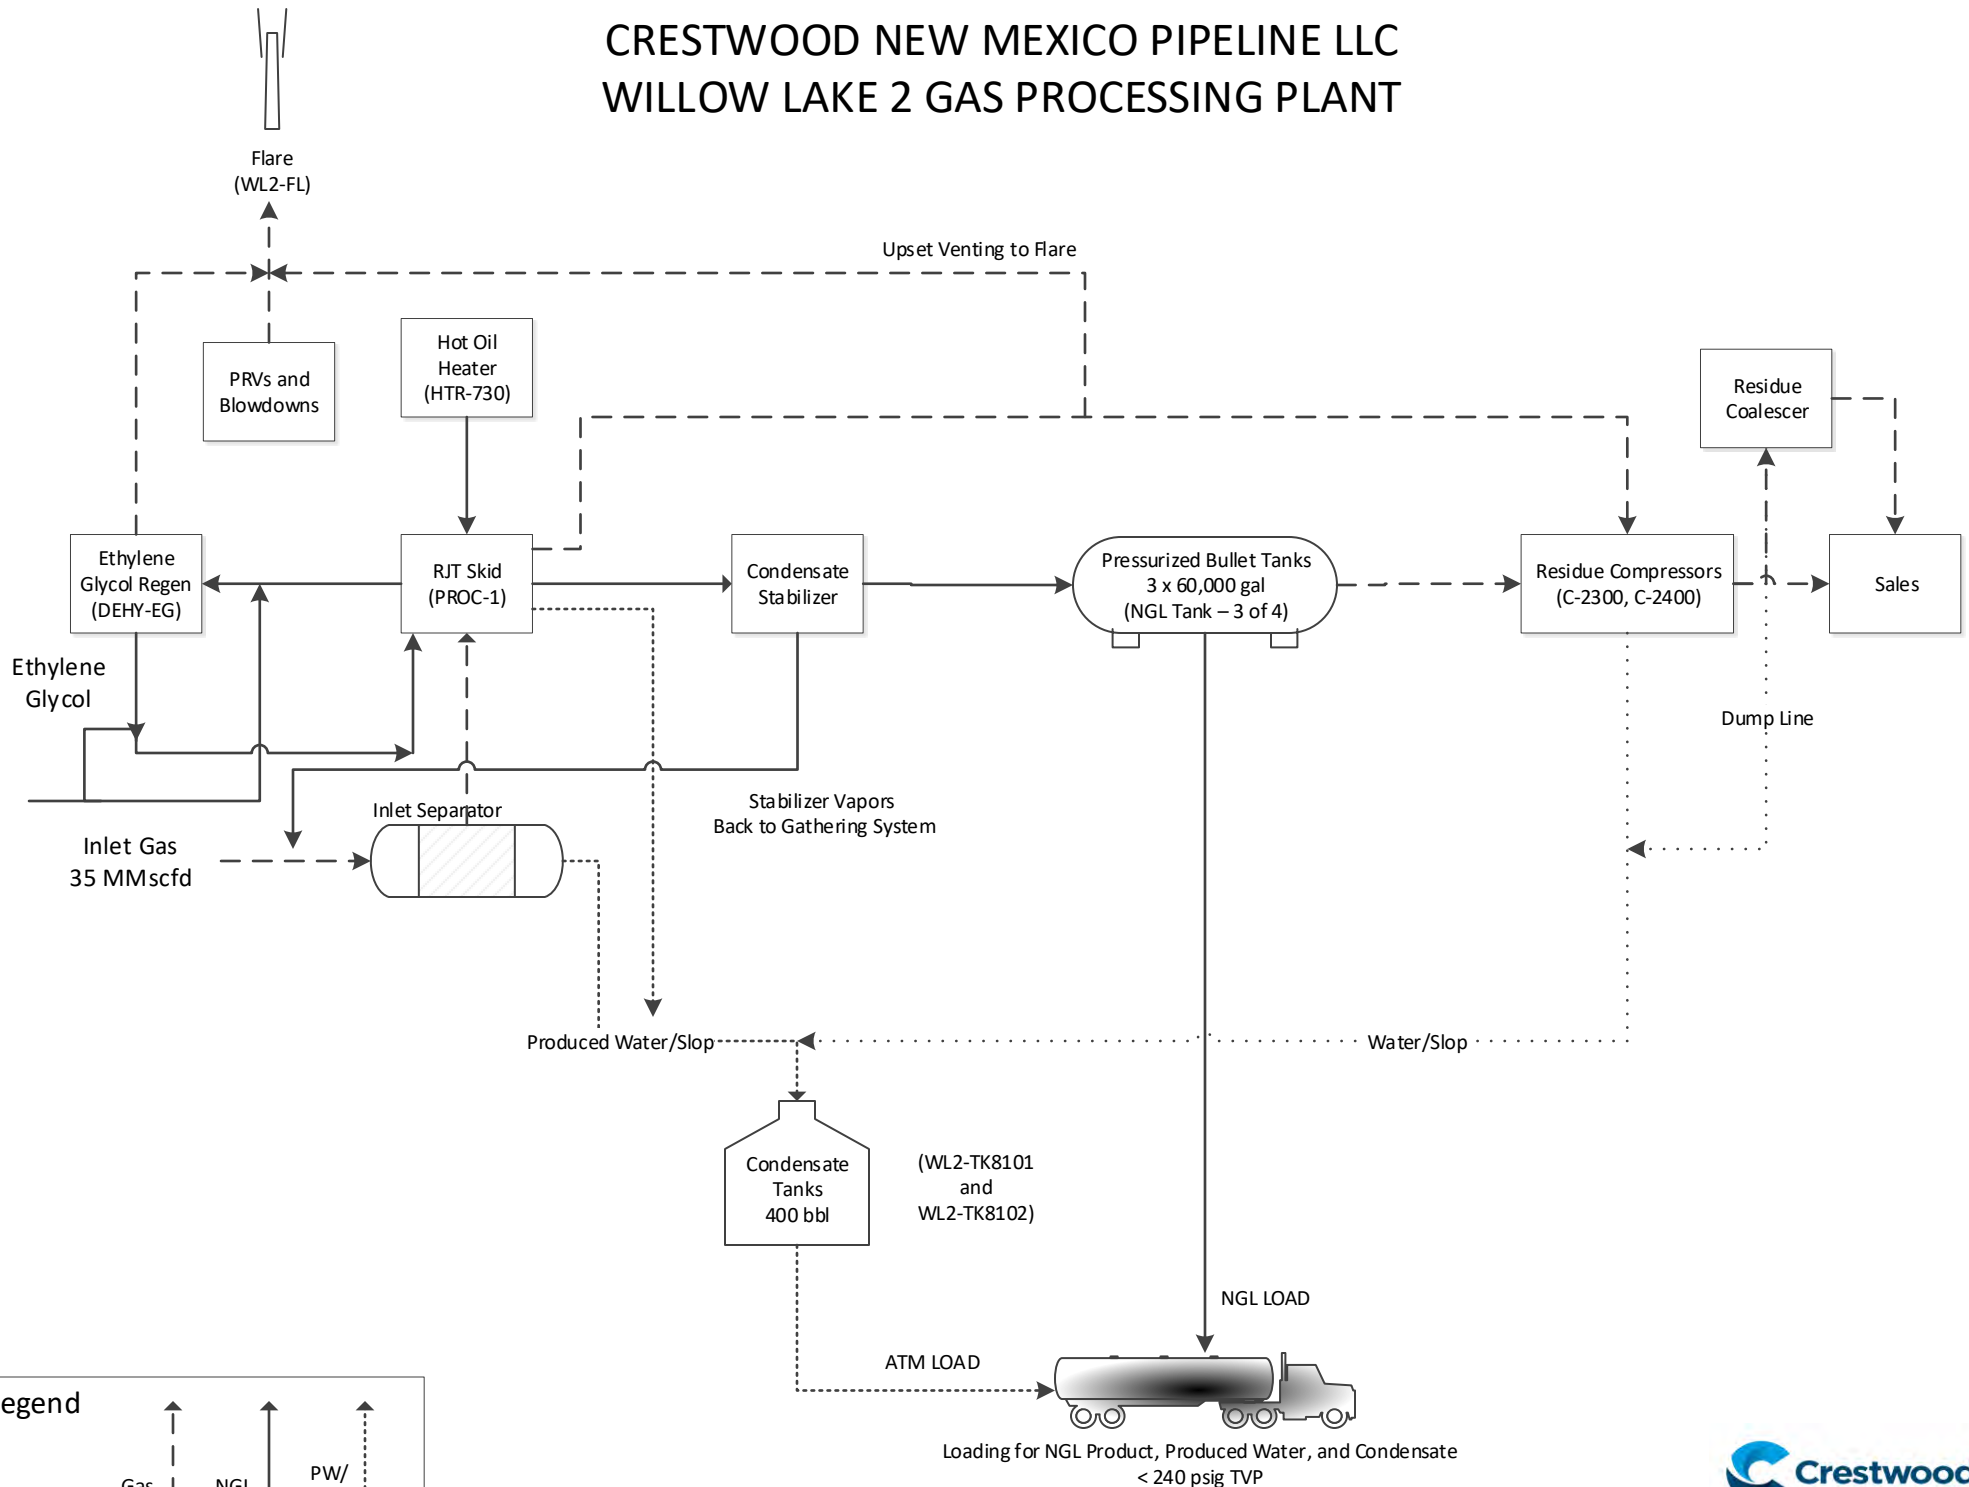 CRESTWOOD NEW MEXICO PIPELINE LLC
WILLOW LAKE 2 GAS PROCESSING PLANT
Flare
(WL2-FL)
Upset Venting to Flare
PRVs and
Blowdowns
Hot Oil
Heater
(HTR-730)
Residue
Coalescer
Ethylene
Glycol Regen
(DEHY-EG)
RJT Skid
(PROC-1)
Condensate
Stabilizer
Pressurized Bullet Tanks
3 x 60,000 gal
(NGL Tank – 3 of 4)
Residue Compressors
(C-2300, C-2400)
Sales
Ethylene
Glycol
Dump Line
Inlet Separator
Stabilizer Vapors
Back to Gathering System
Inlet Gas
35 MMscfd
Produced Water/Slop
Water/Slop
Condensate
Tanks
400 bbl
(WL2-TK8101
and
WL2-TK8102)
NGL LOAD
ATM LOAD
Loading for NGL Product, Produced Water, and Condensate
< 240 psig TVP
egend
Gas
NGL
PW/
Crestwood